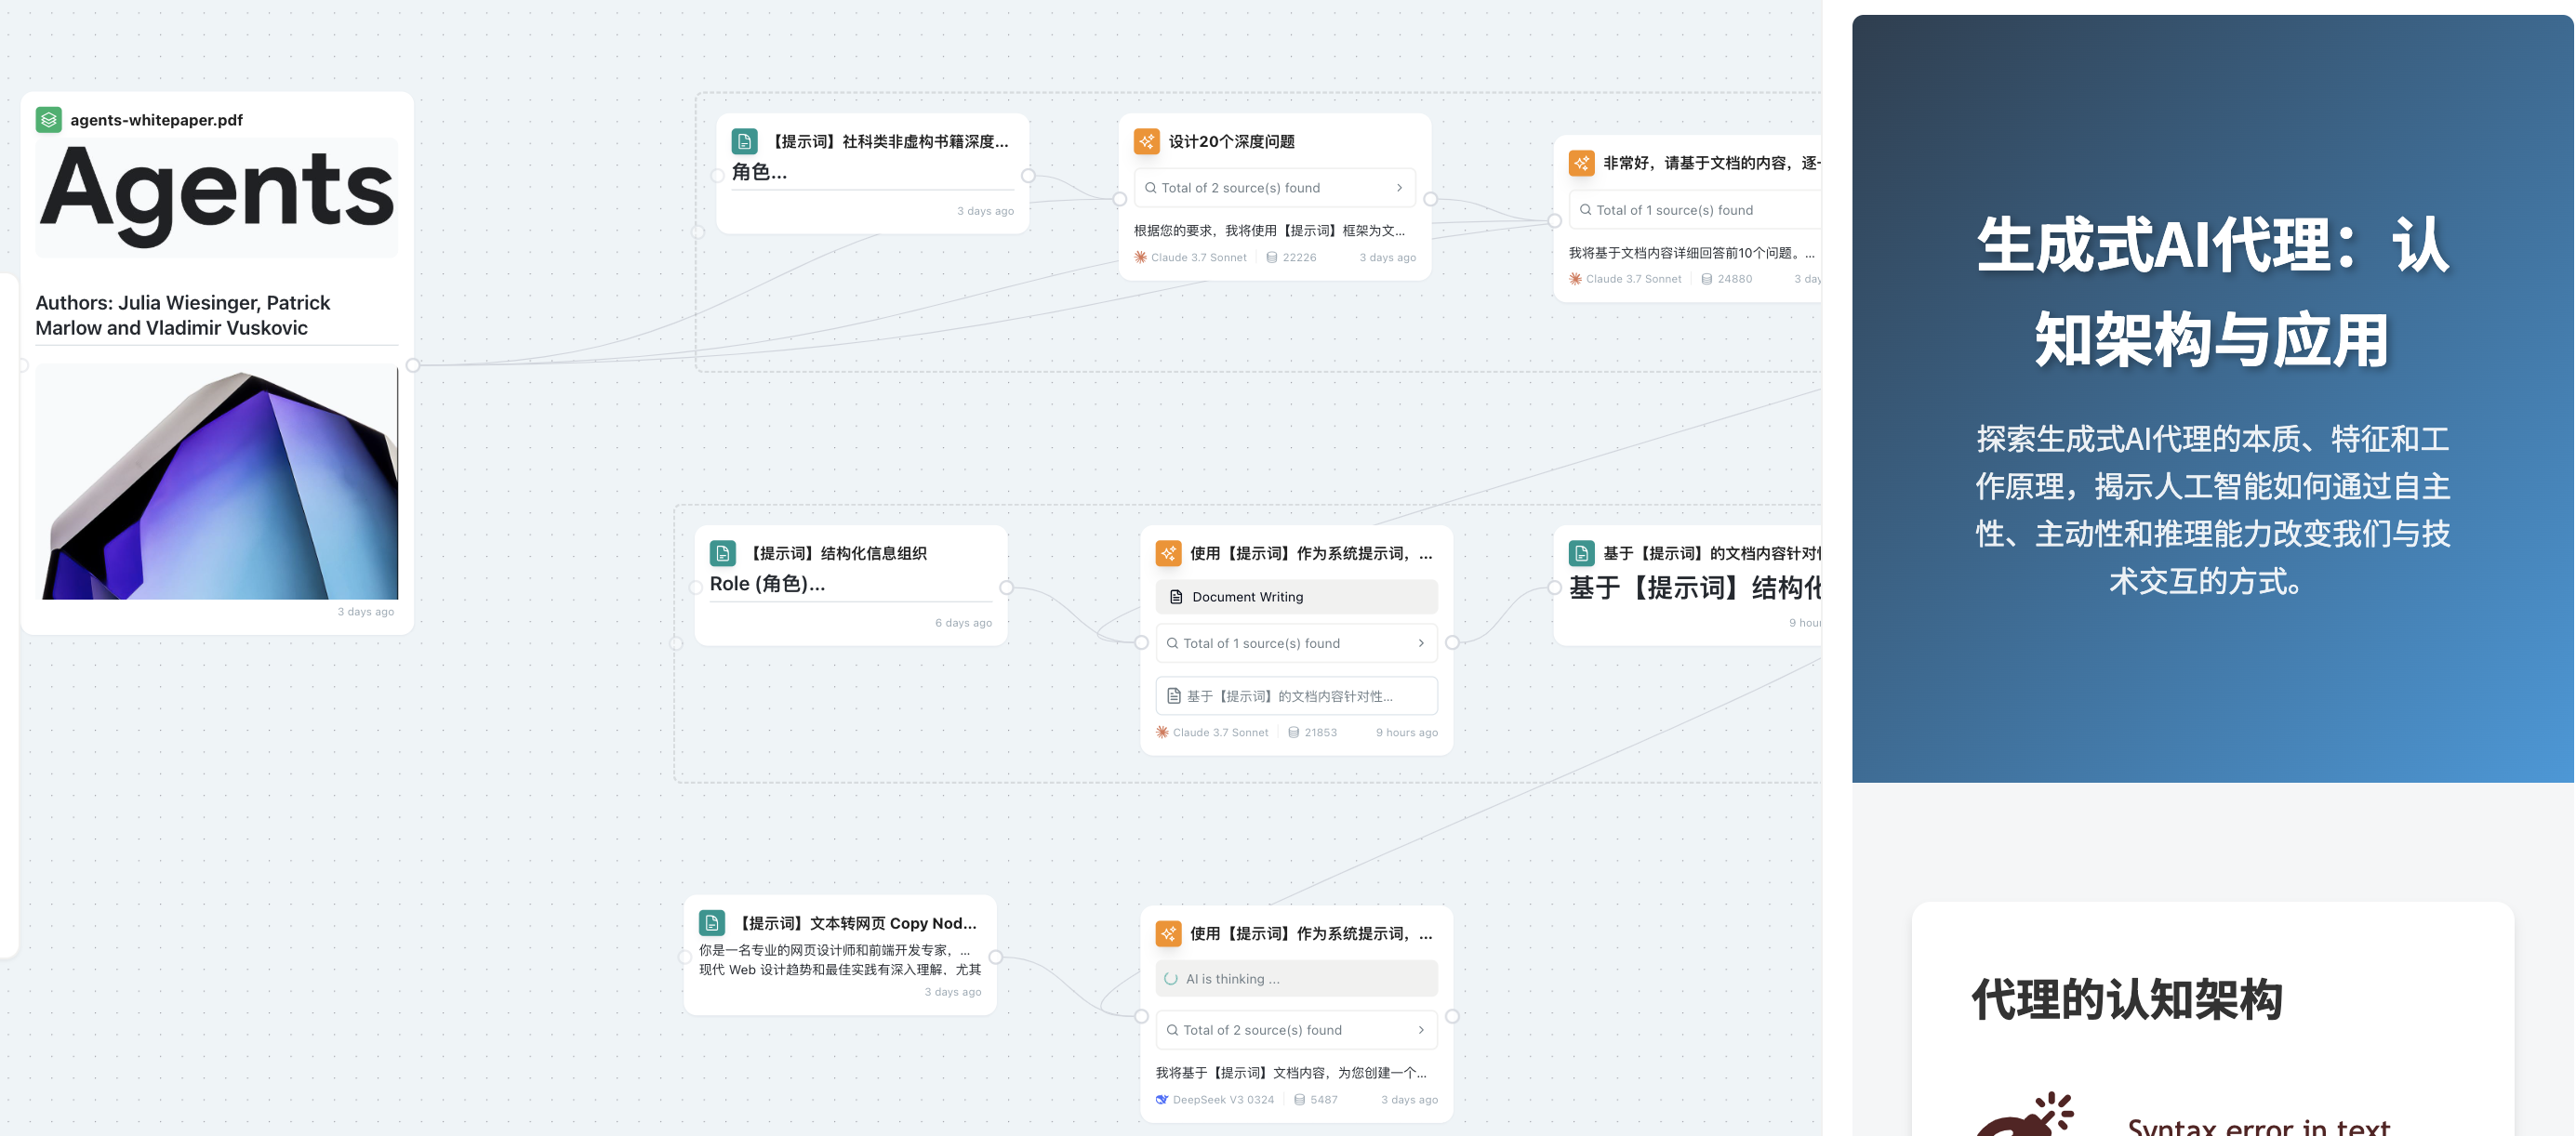 agents-whitepaper.pdf
Agents
Authors: Julia Wiesinger, Patrick
Marlow and Vladimir Vuskovic
3 days ago
【提示词】社科类非虚构书籍深度...
角色...
3 days ago
设计20个深度问题
Total of 2 source(s) found
根据您的要求，我将使用【提示词】框架为文...
Claude 3.7 Sonnet
22226
3 days ago
非常好，请基于文档的内容，逐
Total of 1 source(s) found
我将基于文档内容详细回答前10个问题。...
Claude 3.7 Sonnet
24880
3 day
【提示词】结构化信息组织
Role (角色)...
6 days ago
使用【提示词】作为系统提示词，...
Document Writing
Total of 1 source(s) found
基于【提示词】的文档内容针对性...
Claude 3.7 Sonnet
21853
9 hours ago
基于【提示词】的文档内容针对性
基于【提示词】结构化
9 hour
【提示词】文本转网页 Copy Nod...
你是一名专业的网页设计师和前端开发专家，...
现代 Web 设计趋势和最佳实践有深入理解，尤其
3 days ago
使用【提示词】作为系统提示词，...
AI is thinking ...
Total of 2 source(s) found
我将基于【提示词】文档内容，为您创建一个...
DeepSeek V3 0324
5487
3 days ago
生成式AI代理：认
知架构与应用
探索生成式AI代理的本质、特征和工
作原理，揭示人工智能如何通过自主
性、主动性和推理能力改变我们与技
术交互的方式。
代理的认知架构
Syntax error in text